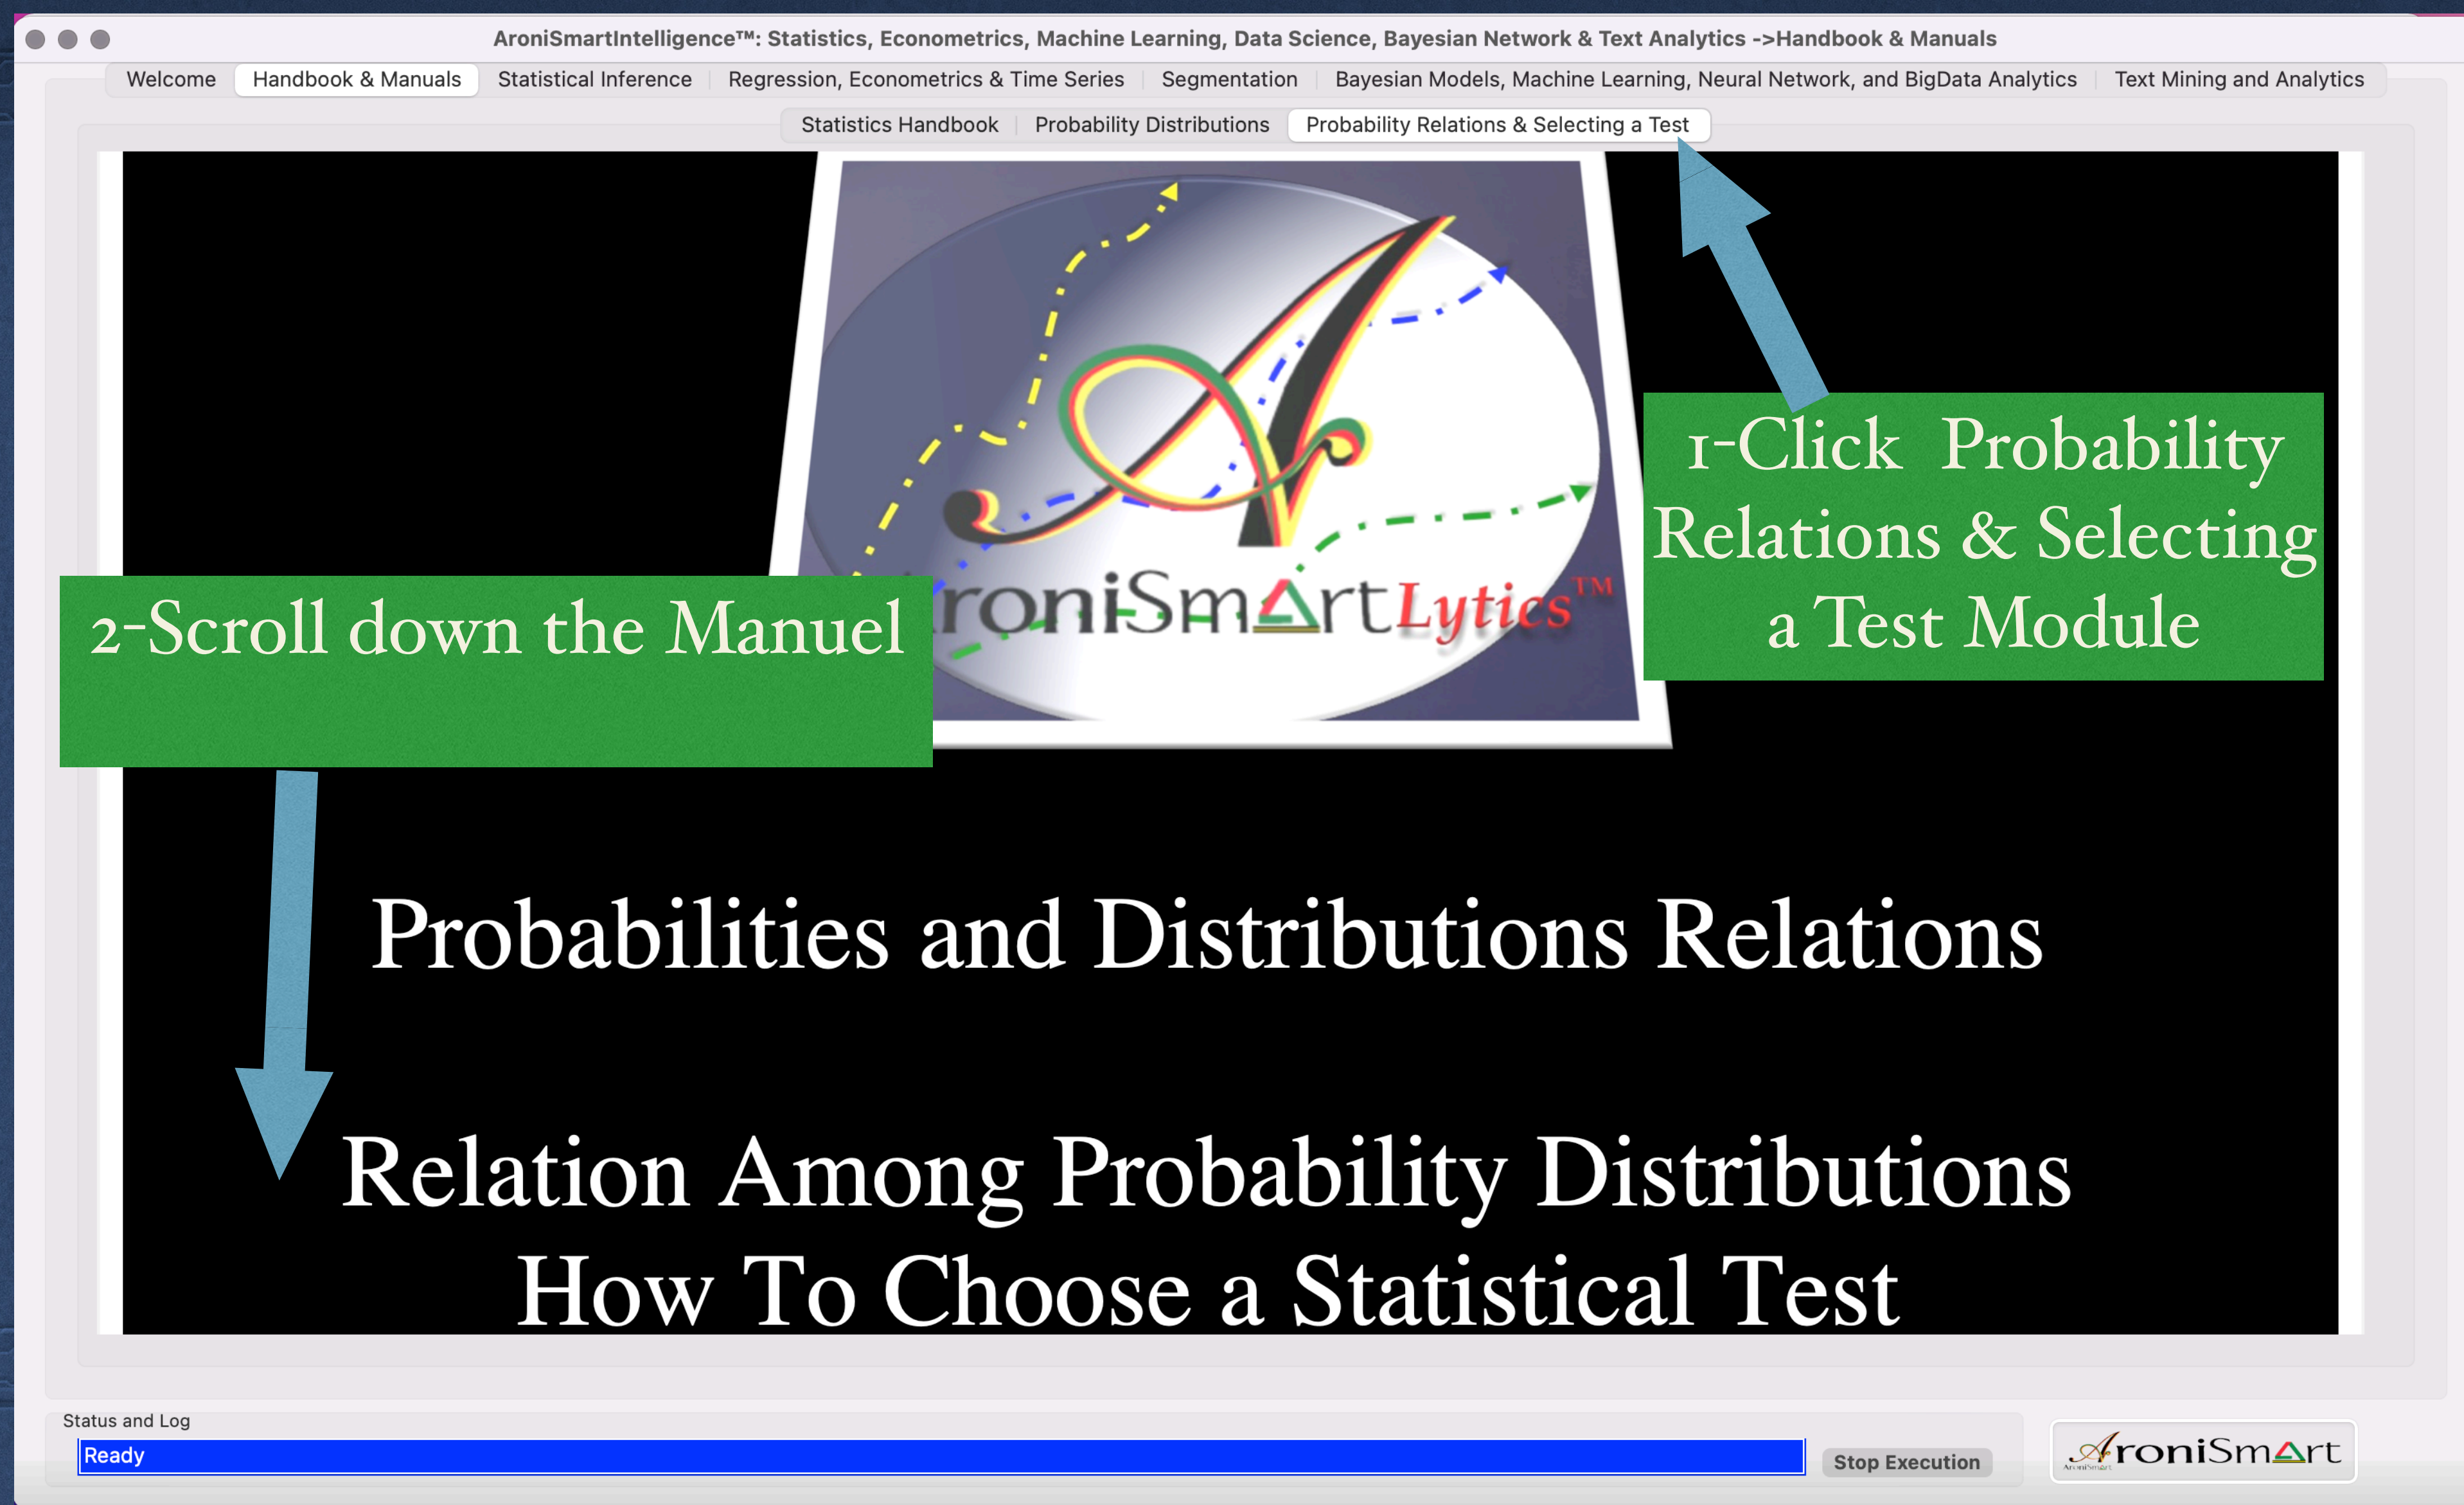 AroniSmartIntelligence™: Statistics, Econometrics, Machine Learning, Data Science, Bayesian Network & Text Analytics ->Handbook & Manuals
Welcome Handbook & Manuals Statistical Inference Regression, Econometrics & Time Series Segmentation Bayesian Models, Machine Learning, Neural Network, and BigData Analytics Text Mining and Analytics
Statistics Handbook Probability Distributions Probability Relations & Selecting a Test
1-Click Probability
Relations & Selecting
a Test Module
2-Scroll down the Manuel
roniSmArtLytics™
Probabilities and Distributions Relations
Relation Among Probability Distributions
How To Choose a Statistical Test
Status and Log
Ready
Stop Execution
AroniSmArt
AroniSmart